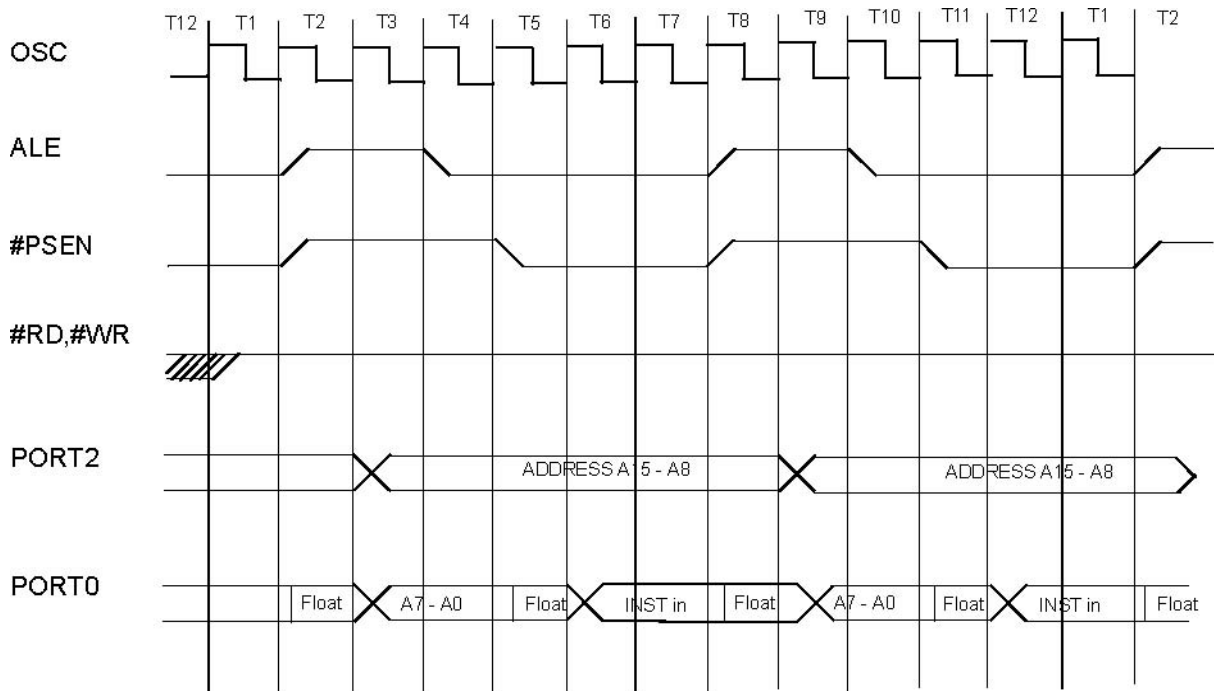 T12 T1 T2 T3 T4 T5 T6 T7 T8 T9 T10 T11 T12 T1 T2
OSC
ALE
#PSEN
#RD,#WR
PORT2 ADDRESS A15 - A8 ADDRESS A15 - A8
PORT0 Float A7 - A0 Float INST in Float A7 - A0 Float INST in Float